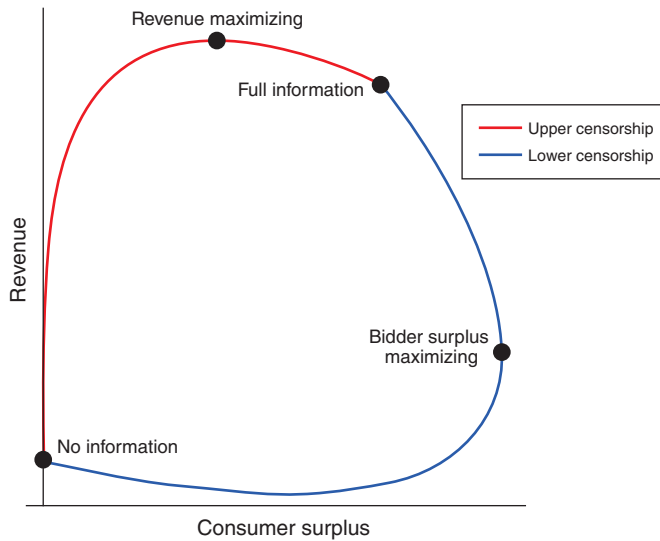 Revenue maximizing
Full information
Upper censorship
Lower censorship
Revenue
Bidder surplus
maximizing
No information
Consumer surplus